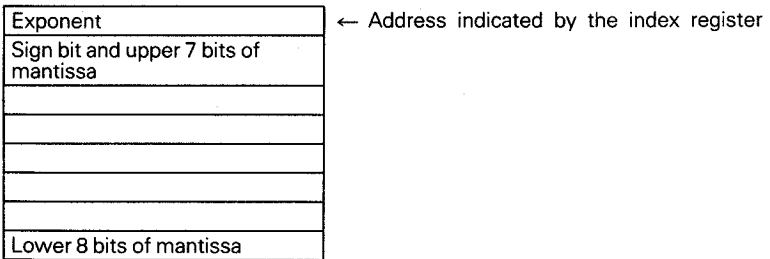 Exponent
← Address indicated by the index register
Sign bit and upper 7 bits of
mantissa
Lower 8 bits of mantissa